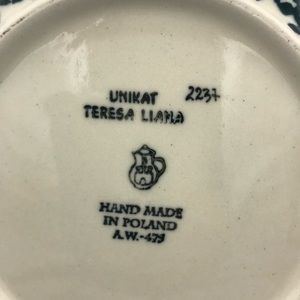 UNIKAT 2237
TERESA LIANA
HAND MADE
IN POLAND
A.W.-479